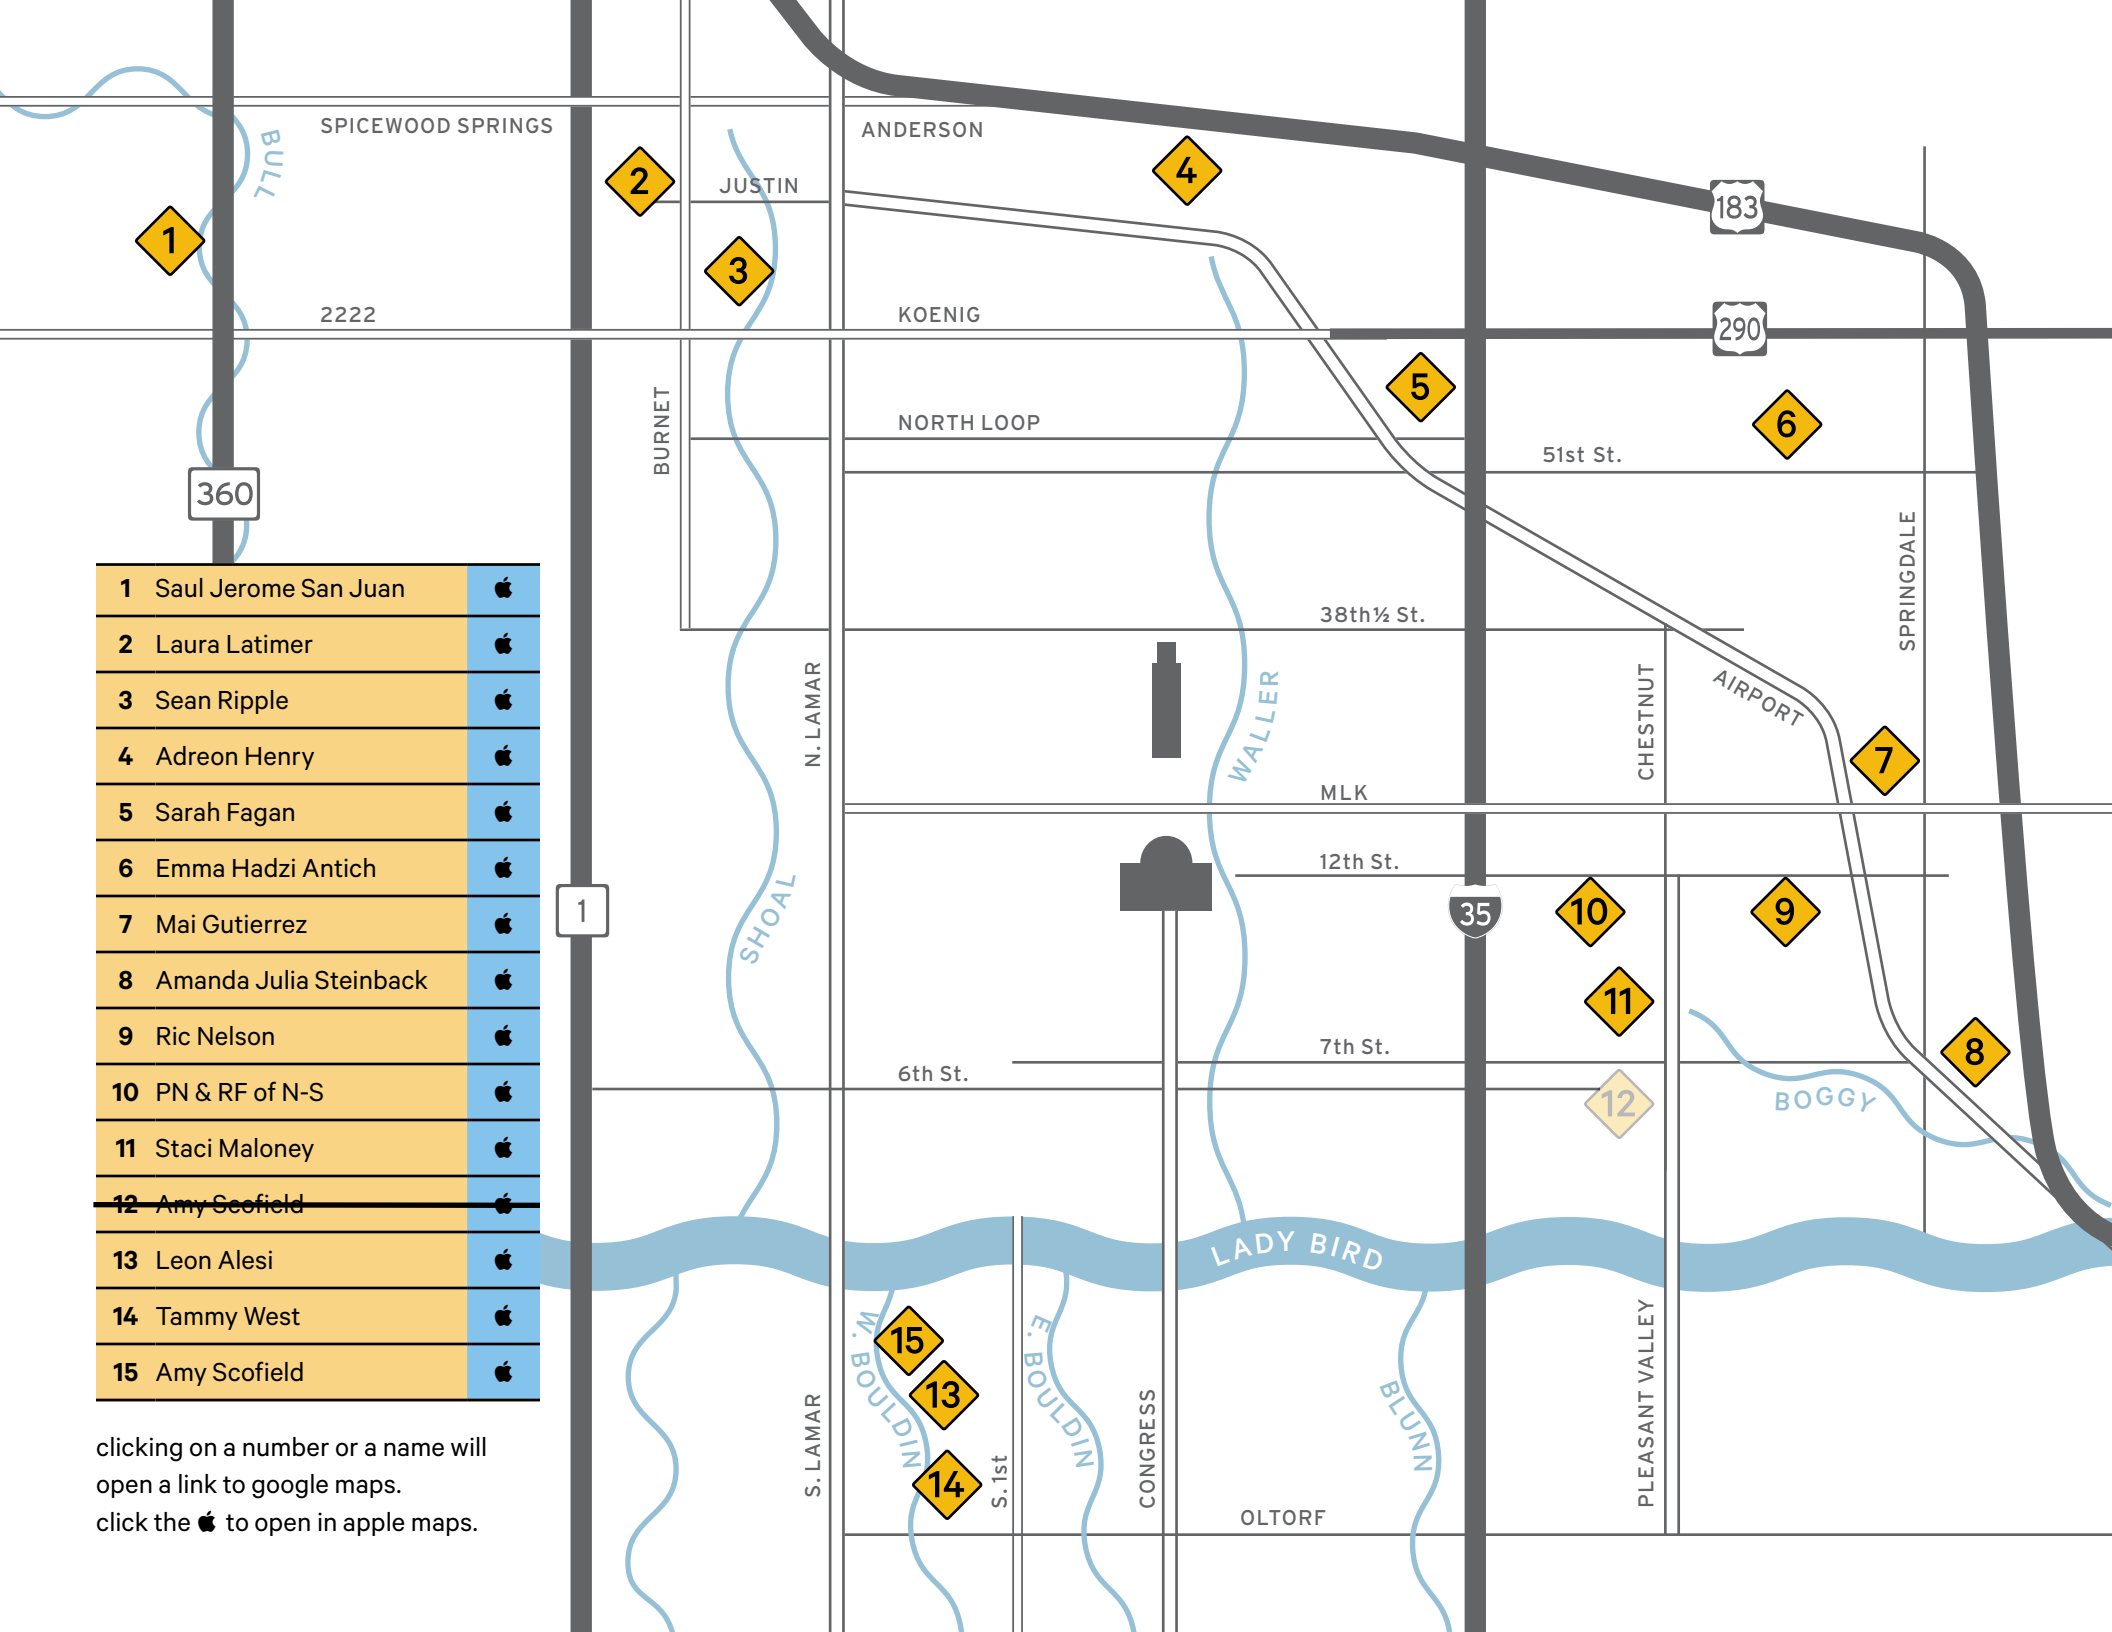 SPICEWOOD SPRINGS
ANDERSON
BULL
JUSTIN
2
4
183
1
3
2222
KOENIG
290
5
BURNET
NORTH LOOP
6
51st St.
360
SPRINGDALE
38th½ St.
N. LAMAR
WALLER
CHESTNUT
AIRPORT
7
MLK
12th St.
SHOAL
1
35
10
9
11
7th St.
6th St.
8
12
BOGGY
LADY BIRD
W. BOULDIN
15
13
14
E. BOULDIN
S. LAMAR
S. 1st
CONGRESS
BLUNN
PLEASANT VALLEY
OLTORF
1 Saul Jerome San Juan
2 Laura Latimer
3 Sean Ripple
4 Adreon Henry
5 Sarah Fagan
6 Emma Hadzi Antich
7 Mai Gutierrez
8 Amanda Julia Steinback
9 Ric Nelson
10 PN & RF of N-S
11 Staci Maloney
12 Amy Scofield
13 Leon Alesi
14 Tammy West
15 Amy Scofield
clicking on a number or a name will
open a link to google maps.
click the to open in apple maps.